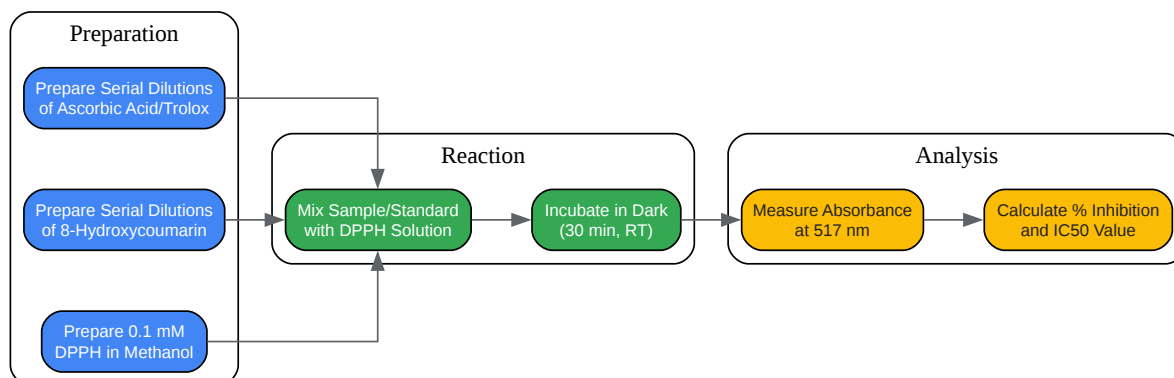 Preparation
Prepare Serial Dilutions
of Ascorbic Acid/Trolox
Prepare Serial Dilutions
of 8-Hydroxycoumarin
Prepare 0.1 mM
DPPH in Methanol
Reaction
Mix Sample/Standard
with DPPH Solution
Incubate in Dark
(30 min, RT)
Analysis
Measure Absorbance
at 517 nm
Calculate % Inhibition
and IC50 Value